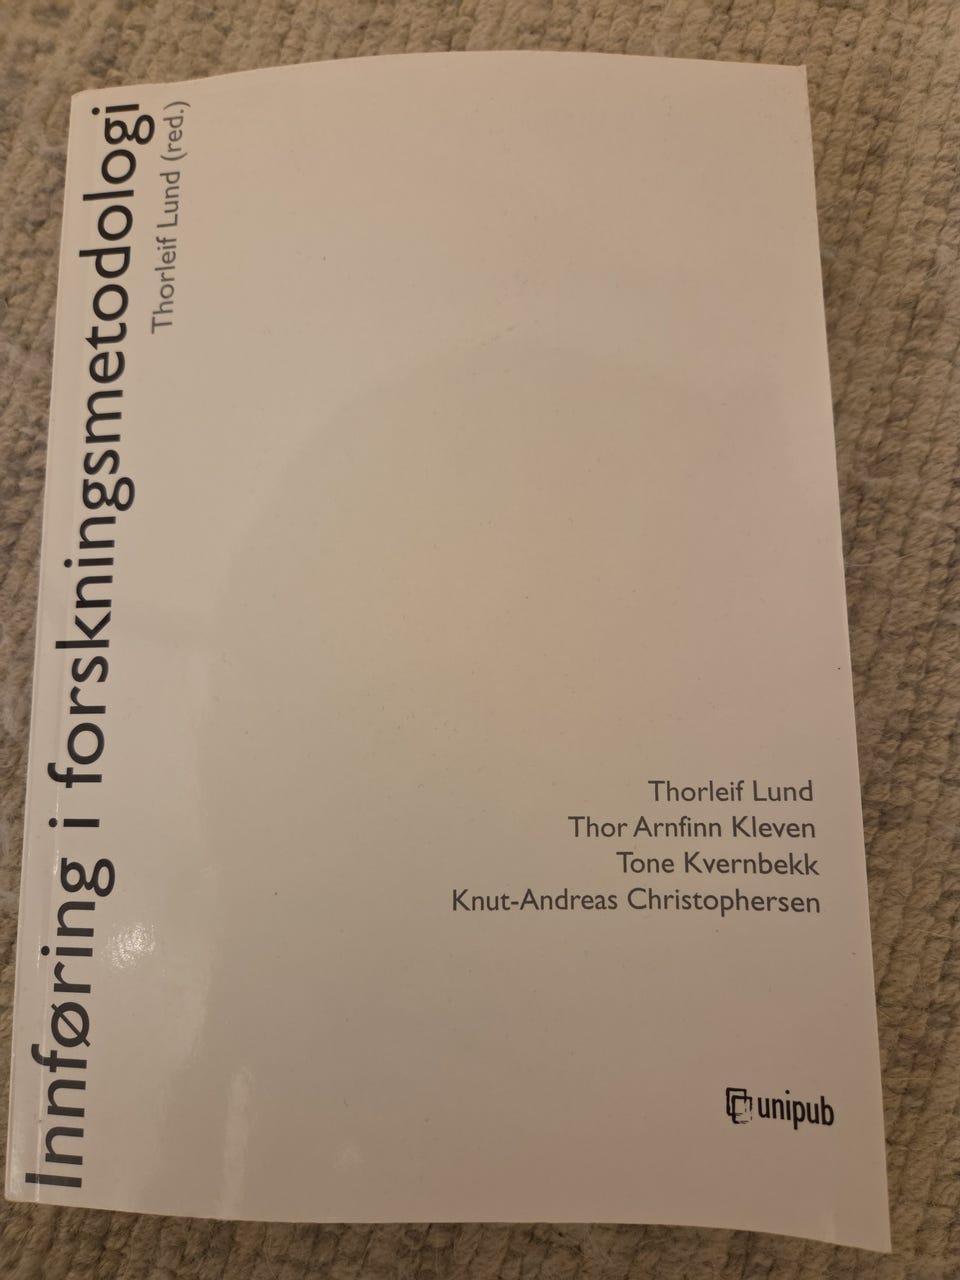 Innføring i forskningsmetodologi
Thorleif Lund (red.)
Thorleif Lund
Thor Arnfinn Kleven
Tone Kvernbekk
Knut-Andreas Christophersen
unipub